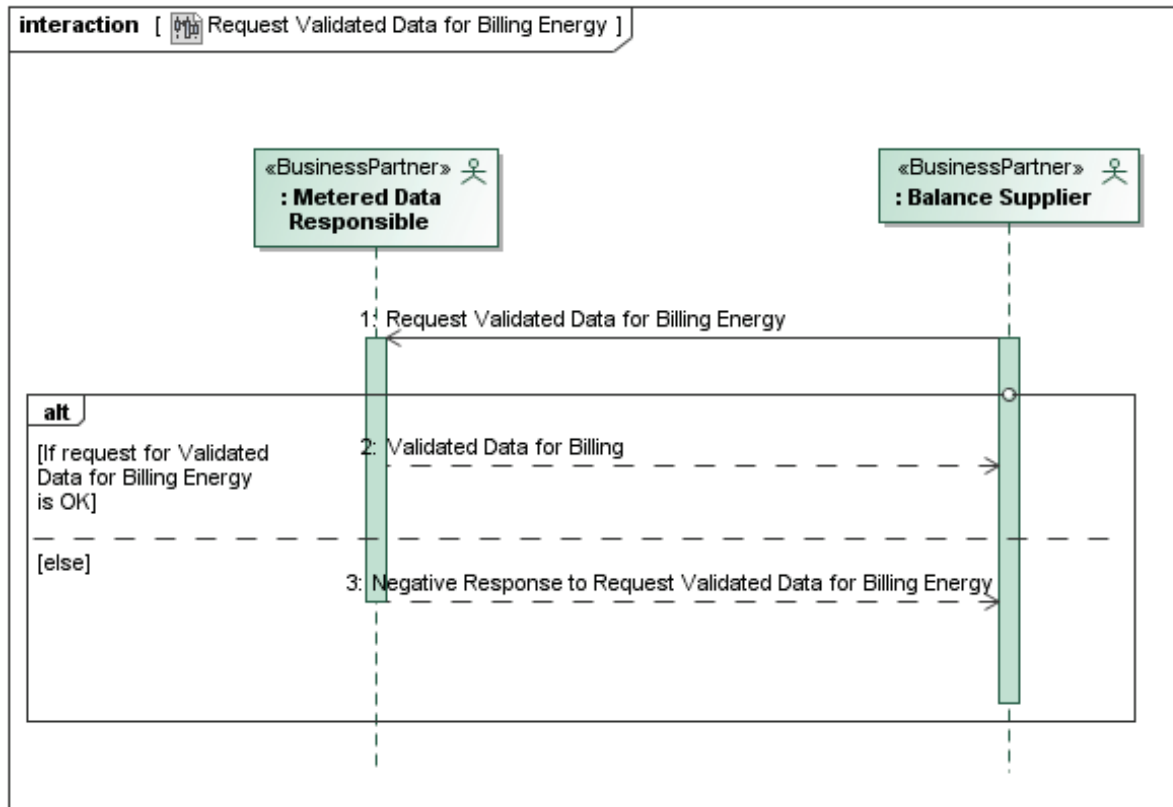 interaction [ Request Validated Data for Billing Energy ]
«BusinessPartner»
: Metered Data
Responsible
«BusinessPartner»
: Balance Supplier
1: Request Validated Data for Billing Energy
alt
[If request for Validated
Data for Billing Energy
is OK]
2: Validated Data for Billing
[else]
3: Negative Response to Request Validated Data for Billing Energy